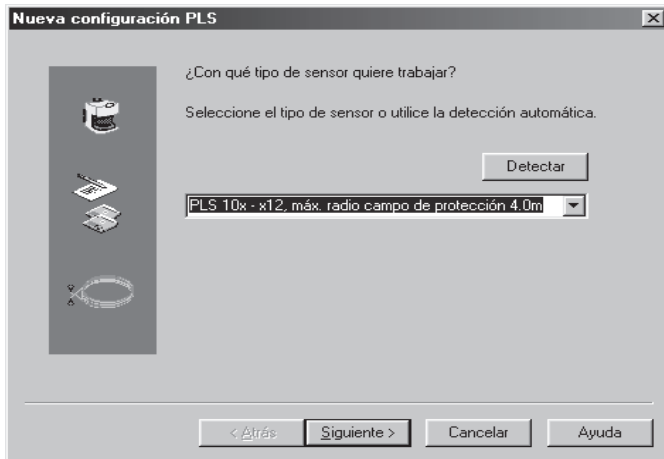 Nueva configuración PLS
¿Con qué tipo de sensor quiere trabajar?
Seleccione el tipo de sensor o utilice la detección automática.
Detectar
PLS 10x - x12, máx. radio campo de protección 4.0m
< Atrás
Siguiente >
Cancelar
Ayuda